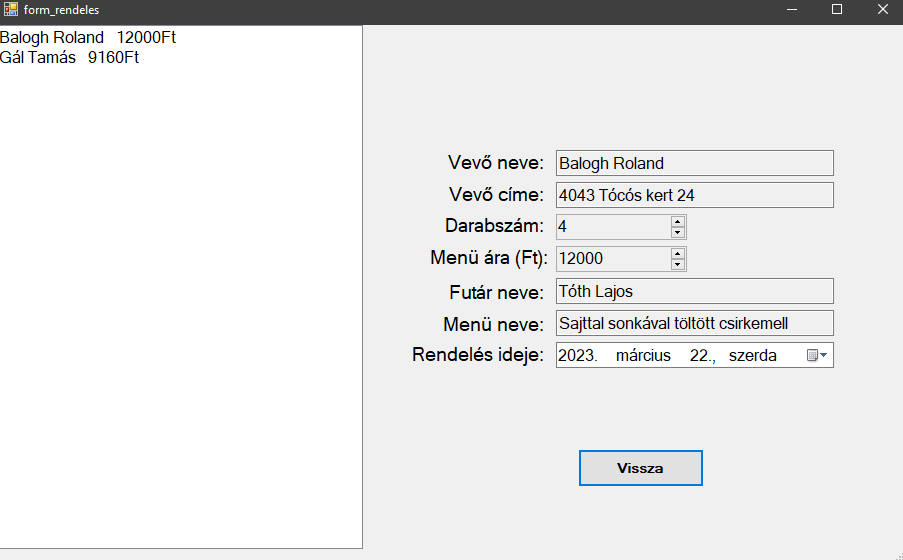 form_rendeles
Balogh Roland 12000Ft
Gál Tamás 9160Ft
Vevő neve: Balogh Roland
Vevő címe: 4043 Tócós kert 24
Darabszám: 4
Menü ára (Ft): 12000
Futár neve: Tóth Lajos
Menü neve: Sajttal sonkával töltött csirkemell
Rendelés ideje: 2023. március 22., szerda
Vissza